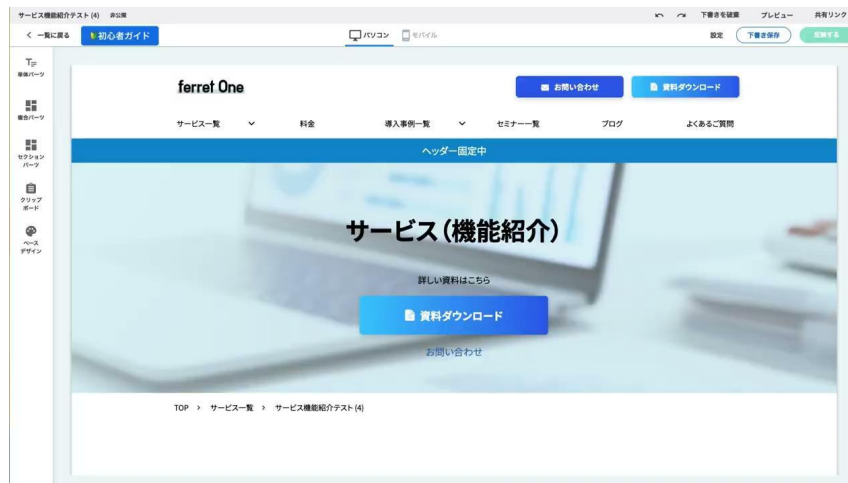 サービス機能紹介テスト (4) 非公開 下書きを破棄 プレビュー 共有リンク
一覧に戻る 初心者ガイド パソコン モバイル 設定 下書き保存 反映する
単体パーツ
複合パーツ
セクション
パーツ
クリップ
ボード
ベース
デザイン
ferret One お問い合わせ 資料ダウンロード
サービス一覧 料金 導入事例一覧 セミナー一覧 ブログ よくあるご質問
ヘッダー固定中
サービス（機能紹介）
詳しい資料はこちら
資料ダウンロード
お問い合わせ
TOP > サービス一覧 > サービス機能紹介テスト (4)